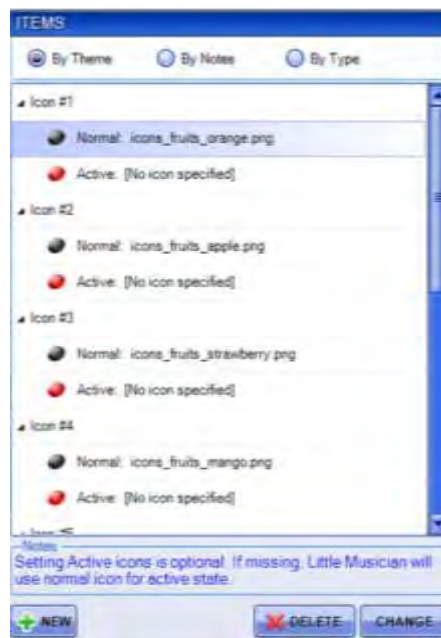 ITEMS
By Theme By Notes By Type
Icon #1
Normal: icons_fruits_orange.png
Active: [No icon specified]
Icon #2
Normal: icons_fruits_apple.png
Active: [No icon specified]
Icon #3
Normal: icons_fruits_strawberry.png
Active: [No icon specified]
Icon #4
Normal: icons_fruits_mango.png
Active: [No icon specified]
Notes
Setting Active icons is optional. If missing, Little Musician will
use normal icon for active state.
NEW DELETE CHANGE